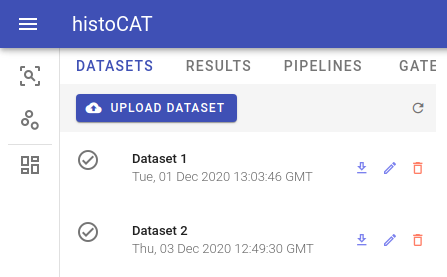 histoCAT
DATASETS RESULTS PIPELINES GATE
UPLOAD DATASET
Dataset 1
Tue, 01 Dec 2020 13:03:46 GMT
Dataset 2
Thu, 03 Dec 2020 12:49:30 GMT